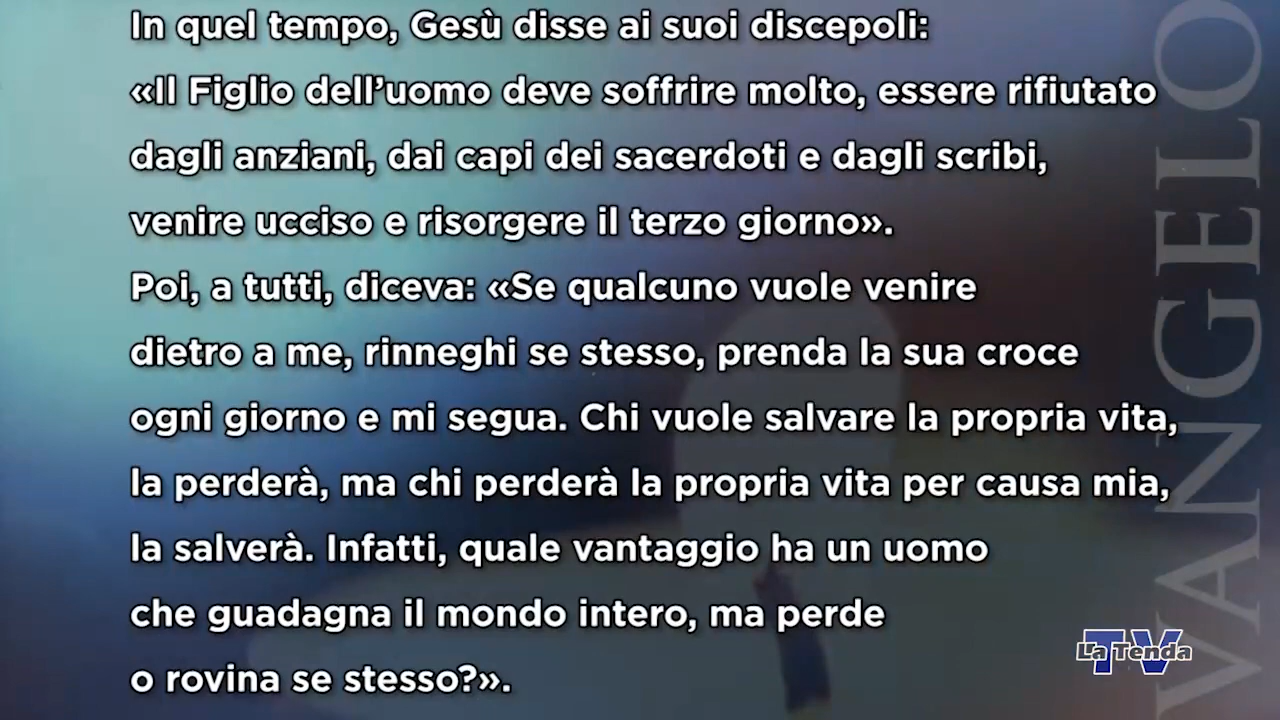 In quel tempo, Gesù disse ai suoi discepoli:
«Il Figlio dell’uomo deve soffrire molto, essere rifiutato
dagli anziani, dai capi dei sacerdoti e dagli scribi,
venire ucciso e risorgere il terzo giorno».
Poi, a tutti, diceva: «Se qualcuno vuole venire
dietro a me, rinneghi se stesso, prenda la sua croce
ogni giorno e mi segua. Chi vuole salvare la propria vita,
la perderà, ma chi perderà la propria vita per causa mia,
la salverà. Infatti, quale vantaggio ha un uomo
che guadagna il mondo intero, ma perde
o rovina se stesso?».
VANGELO
TV
La Tenda